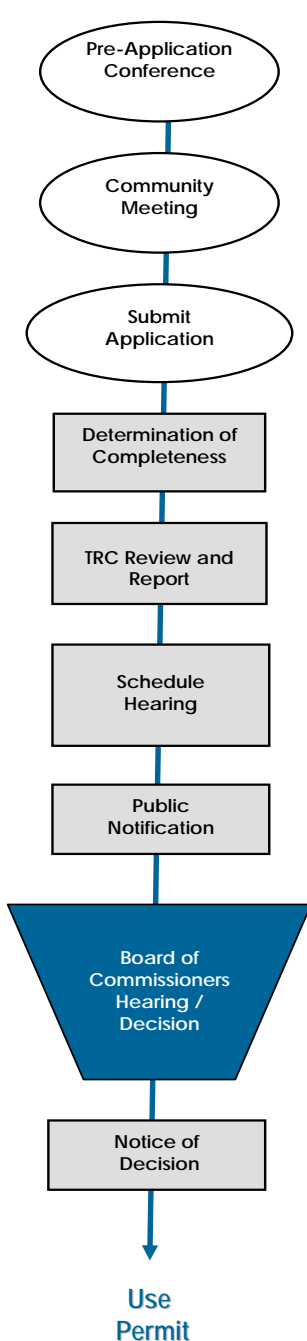 Pre-Application
Conference
Community
Meeting
Submit
Application
Determination of
Completeness
TRC Review and
Report
Schedule
Hearing
Public
Notification
Board of
Commissioners
Hearing /
Decision
Notice of
Decision
Use
Permit